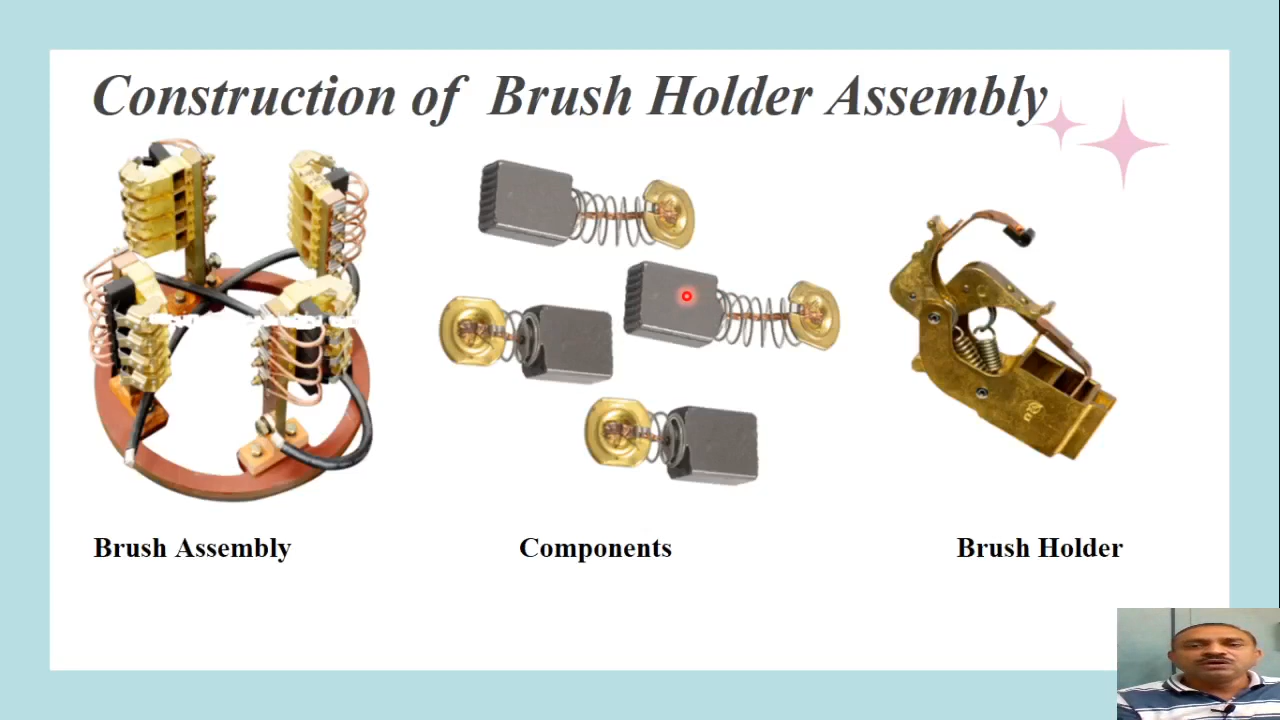 Construction of Brush Holder Assembly
Brush Assembly
Components
Brush Holder